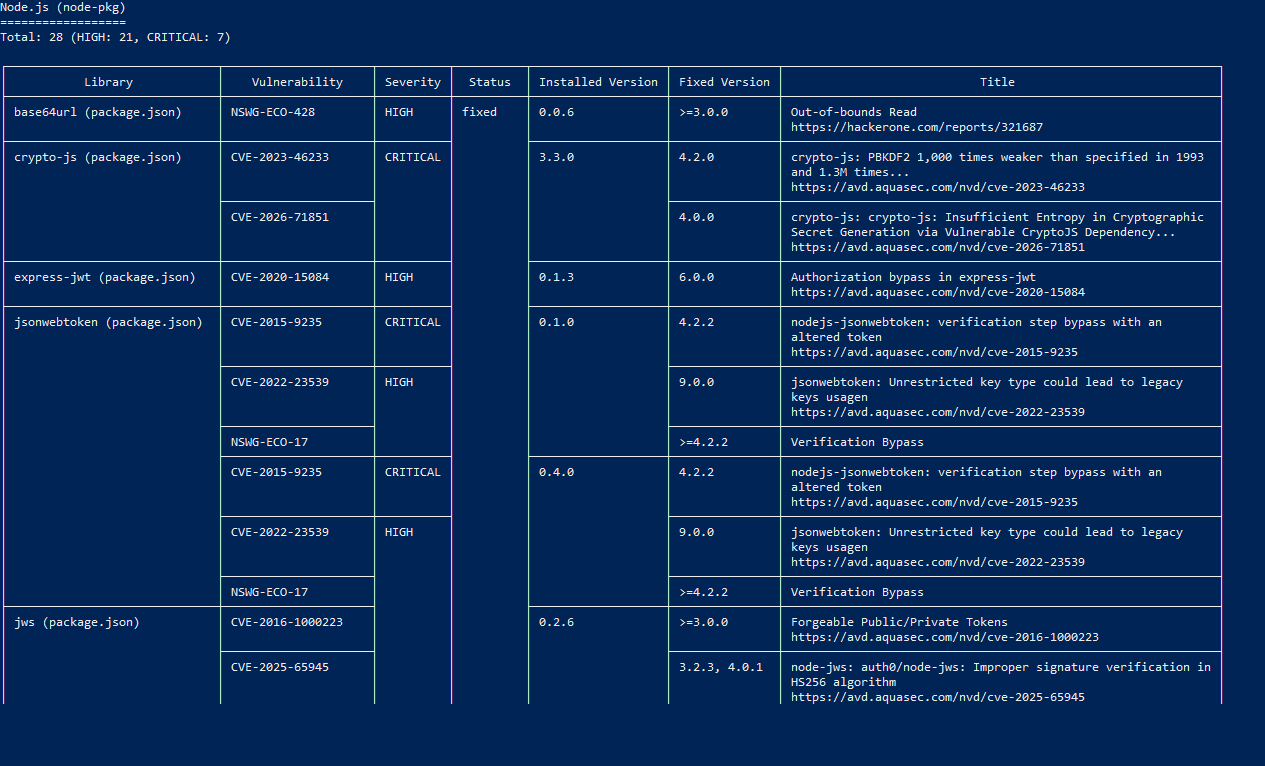 Node.js (node-pkg)
==================
Total: 28 (HIGH: 21, CRITICAL: 7)
Library Vulnerability Severity Status Installed Version Fixed Version Title
base64url (package.json) NSWG-ECO-428 HIGH fixed 0.0.6 >=3.0.0 Out-of-bounds Read
https://hackerone.com/reports/321687
crypto-js (package.json) CVE-2023-46233 CRITICAL 3.3.0 4.2.0 crypto-js: PBKDF2 1,000 times weaker than specified in 1993
and 1.3M times...
https://avd.aquasec.com/nvd/cve-2023-46233
CVE-2026-71851 4.0.0 crypto-js: crypto-js: Insufficient Entropy in Cryptographic
Secret Generation via Vulnerable CryptoJS Dependency...
https://avd.aquasec.com/nvd/cve-2026-71851
express-jwt (package.json) CVE-2020-15084 HIGH 0.1.3 6.0.0 Authorization bypass in express-jwt
https://avd.aquasec.com/nvd/cve-2020-15084
jsonwebtoken (package.json) CVE-2015-9235 CRITICAL 0.1.0 4.2.2 nodejs-jsonwebtoken: verification step bypass with an
altered token
https://avd.aquasec.com/nvd/cve-2015-9235
CVE-2022-23539 HIGH 9.0.0 jsonwebtoken: Unrestricted key type could lead to legacy
keys usagen
https://avd.aquasec.com/nvd/cve-2022-23539
NSWG-ECO-17 >=4.2.2 Verification Bypass
CVE-2015-9235 CRITICAL 0.4.0 4.2.2 nodejs-jsonwebtoken: verification step bypass with an
altered token
https://avd.aquasec.com/nvd/cve-2015-9235
CVE-2022-23539 HIGH 9.0.0 jsonwebtoken: Unrestricted key type could lead to legacy
keys usagen
https://avd.aquasec.com/nvd/cve-2022-23539
NSWG-ECO-17 >=4.2.2 Verification Bypass
jws (package.json) CVE-2016-1000223 0.2.6 >=3.0.0 Forgeable Public/Private Tokens
https://avd.aquasec.com/nvd/cve-2016-1000223
CVE-2025-65945 3.2.3, 4.0.1 node-jws: auth0/node-jws: Improper signature verification in
HS256 algorithm
https://avd.aquasec.com/nvd/cve-2025-65945